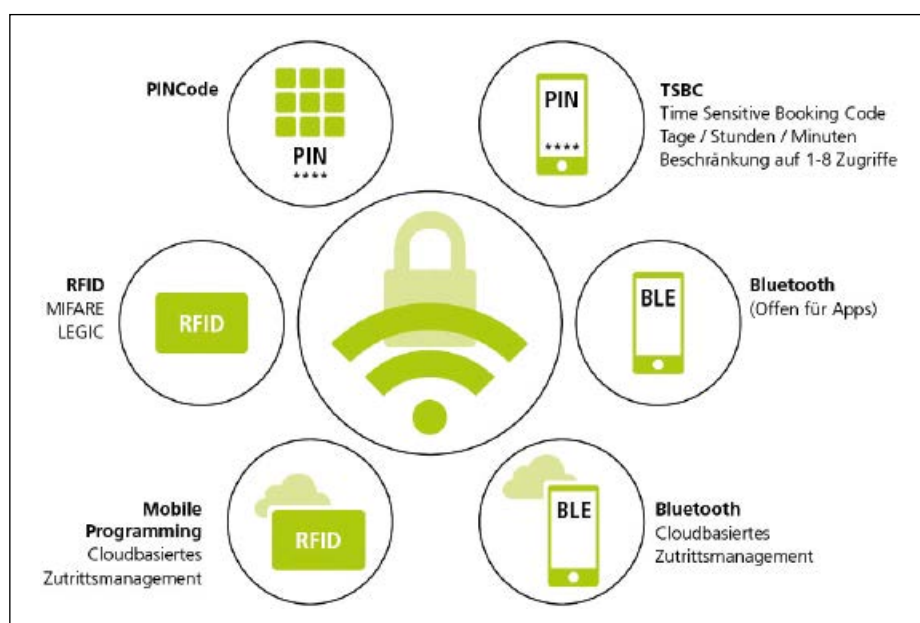 PINCode
PIN
****
PIN
****
TSBC
Time Sensitive Booking Code
Tage / Stunden / Minuten
Beschränkung auf 1-8 Zugriffe
RFID
MIFARE
LEGIC
RFID
BLE
Bluetooth
(Offen für Apps)
Mobile
Programming
Cloudbasiertes
Zutrittsmanagement
RFID
BLE
Bluetooth
Cloudbasiertes
Zutrittsmanagement